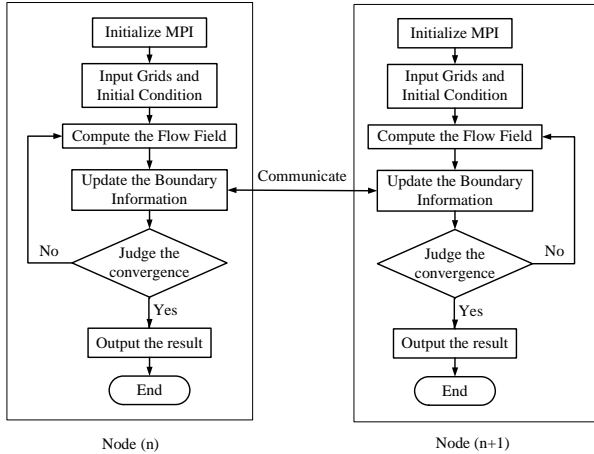 Initialize MPI
Input Grids and
Initial Condition
Compute the Flow Field
Update the Boundary
Information
No
Judge the
convergence
Yes
Output the result
End
Node (n)
Communicate
Initialize MPI
Input Grids and
Initial Condition
Compute the Flow Field
Update the Boundary
Information
Judge the
convergence
No
Yes
Output the result
End
Node (n+1)